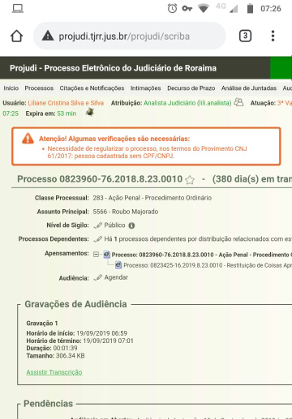 4G 07:26
projudi.tjrr.jus.br/projudi/scriba 3
Projudi - Processo Eletrônico do Judiciário de Roraima
Início Processos Citações e Notificações Intimações Decurso de Prazo Análise de Juntadas
Usuário: Liliane Cristina Silva e Silva Atribuição: Analista Judiciário (lili.analista) Atuação: 3ª
07:25 Expira em: 53 min
Atenção! Algumas verificações são necessárias:
• Necessidade de regularizar o processo, nos termos do Provimento CNJ
61/2017: pessoa cadastrada sem CPF/CNPJ.
Processo 0823960-76.2018.8.23.0010 - (380 dia(s) em tran
Classe Processual: 283 - Ação Penal - Procedimento Ordinário
Assunto Principal: 5566 - Roubo Majorado
Nível de Sigilo: Público
Processos Dependentes: Há 1 processos dependentes por distribuição relacionados com es
Apensamentos: Processo: 0823960-76.2018.8.23.0010 - Ação Penal - Procedimento
Processo: 0823425-16.2019.8.23.0010 - Restituição de Coisas Apr
Audiência: Agendar
Gravações de Audiência
Gravação 1
Horário de início: 19/09/2019 06:59
Horário de término: 19/09/2019 07:01
Duração: 00:01:39
Tamanho: 306.34 KB
Assistir Transcrição
Pendências